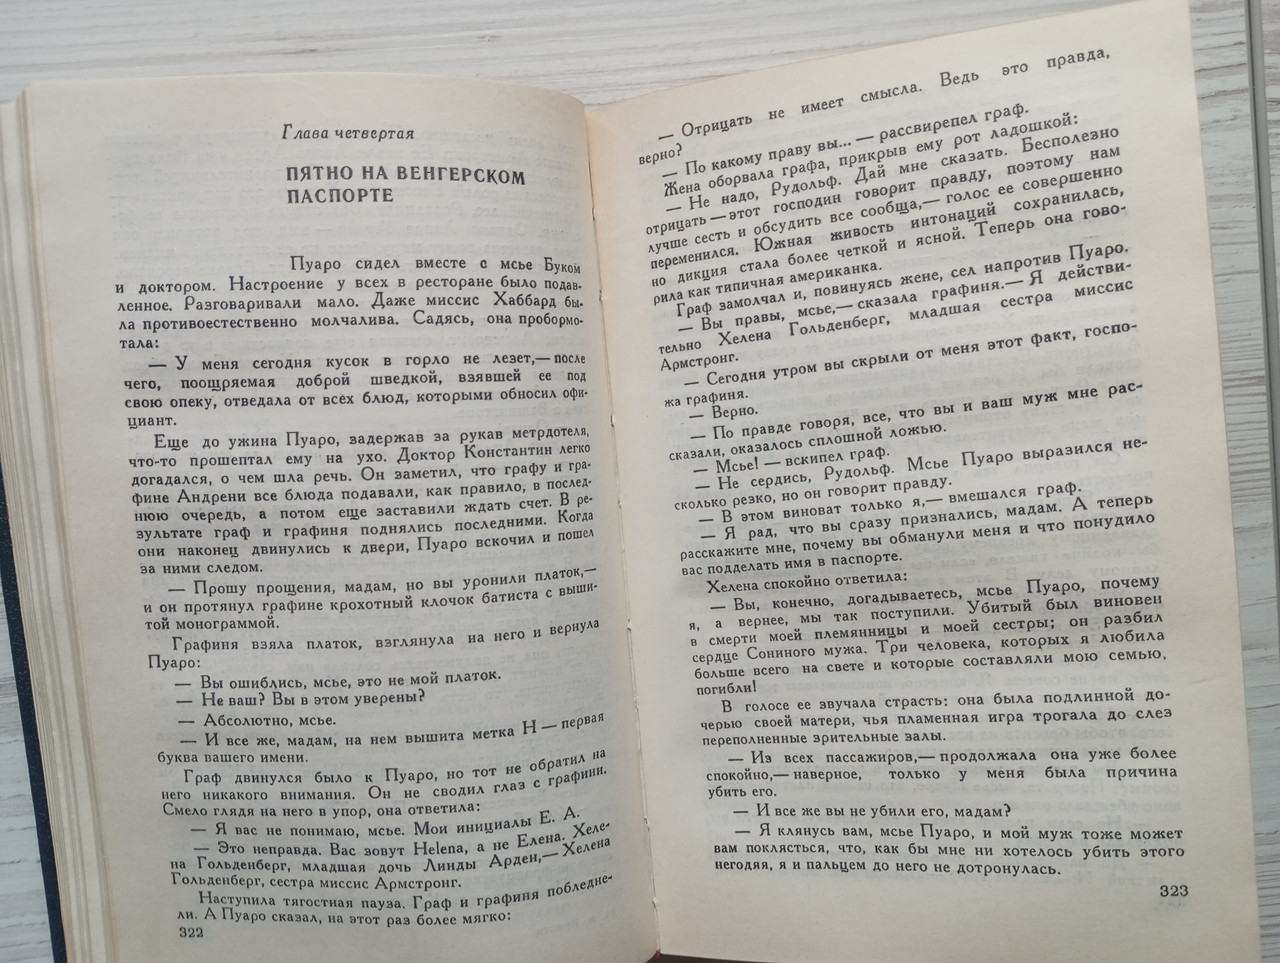 Глава четвертая
ПЯТНО НА ВЕНГЕРСКОМ
ПАСПОРТЕ
Пуаро сидел вместе с мсье Буком
и доктором. Настроение у всех в ресторане было подав-
ленное. Разговаривали мало. Даже миссис Хаббард бы-
ла противоестественно молчалива. Садясь, она пробормо-
тала:
— У меня сегодня кусок в горло не лезет,— после
чего, поощряемая доброй шведкой, взявшей ее под
свою опеку, отведала от всех блюд, которыми обносил офи-
циант.
Еще до ужина Пуаро, задержав за рукав метрдотеля,
что-то прошептал ему на ухо. Доктор Константин легко
догадался, о чем шла речь. Он заметил, что графу и гра-
фине Андрени все блюда подавали, как правило, в послед-
нюю очередь, а потом еще заставили ждать счет. В ре-
зультате граф и графиня поднялись последними. Когда
они наконец двинулись к двери, Пуаро вскочил и пошел
за ними следом.
— Прошу прощения, мадам, но вы уронили платок,—
и он протянул графине крохотный клочок батиста с выши-
той монограммой.
Графиня взяла платок, взглянула на него и вернула
Пуаро:
— Вы ошиблись, мсье, это не мой платок.
— Не ваш? Вы в этом уверены?
— Абсолютно, мсье.
— И все же, мадам, на нем вышита метка Н — первая
буква вашего имени.
Граф двинулся было к Пуаро, но тот не обратил на
него никакого внимания. Он не сводил глаз с графини.
Смело глядя на него в упор, она ответила:
— Я вас не понимаю, мсье. Мои инициалы Е. А.
— Это неправда. Вас зовут Helena, а не Елена. Хеле-
на Гольденберг, младшая дочь Линды Арден,— Хелена
Гольденберг, сестра миссис Армстронг.
Наступила тягостная пауза. Граф и графиня побледне-
ли. А Пуаро сказал, на этот раз более мягко:
322
— Отрицать не имеет смысла. Ведь это правда,
верно?
— По какому праву вы... — рассвирепел граф.
Жена оборвала графа, прикрыв ему рот ладошкой:
— Не надо, Рудольф. Дай мне сказать. Бесполезно
отрицать — этот господин говорит правду, поэтому нам
лучше сесть и обсудить все сообща,— голос ее совершенно
переменился. Южная живость интонаций сохранилась,
но дикция стала более четкой и ясной. Теперь она гово-
рила как типичная американка.
Граф замолчал и, повинуясь жене, сел напротив Пуаро.
— Вы правы, мсье,— сказала графиня.— Я действи-
тельно Хелена Гольденберг, младшая сестра миссис
Армстронг.
— Сегодня утром вы скрыли от меня этот факт, госпо-
жа графиня.
— Верно.
— По правде говоря, все, что вы и ваш муж мне рас-
сказали, оказалось сплошной ложью.
— Мсье! — вскипел граф.
— Не сердись, Рудольф. Мсье Пуаро выразился не-
сколько резко, но он говорит правду.
— В этом виноват только я,— вмешался граф.
— Я рад, что вы сразу признались, мадам. А теперь
расскажите мне, почему вы обманули меня и что понудило
вас подделать имя в паспорте.
Хелена спокойно ответила:
— Вы, конечно, догадываетесь, мсье Пуаро, почему
я, а вернее, мы так поступили. Убитый был виновен
в смерти моей племянницы и моей сестры; он разбил
сердце Сониного мужа. Три человека, которых я любила
больше всего на свете и которые составляли мою семью,
погибли!
В голосе ее звучала страсть: она была подлинной до-
черью своей матери, чья пламенная игра трогала до слез
переполненные зрительные залы.
— Из всех пассажиров,— продолжала она уже более
спокойно,— наверное, только у меня была причина
убить его.
— И все же вы не убили его, мадам?
— Я клянусь вам, мсье Пуаро, и мой муж тоже может
вам поклясться, что, как бы мне ни хотелось убить этого
негодяя, я и пальцем до него не дотронулась.
323